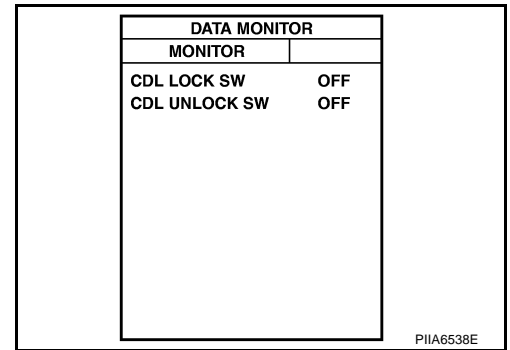 DATA MONITOR
MONITOR
CDL LOCK SW OFF
CDL UNLOCK SW OFF
PIIA6538E